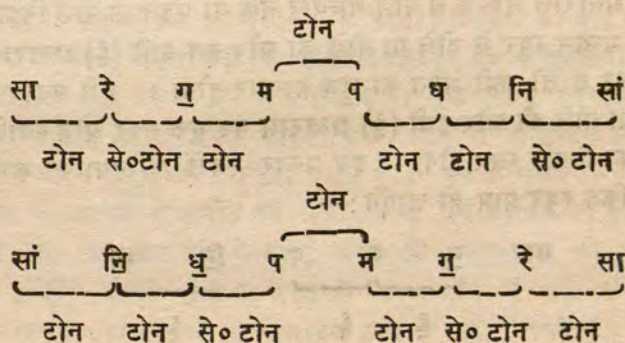 टोन
सा रे ग॒ म प ध नि सां
टोन से०टोन टोन टोन टोन से० टोन
टोन
सां नि॒ ध॒ प म ग॒ रे सा
टोन टोन से० टोन टोन से० टोन टोन